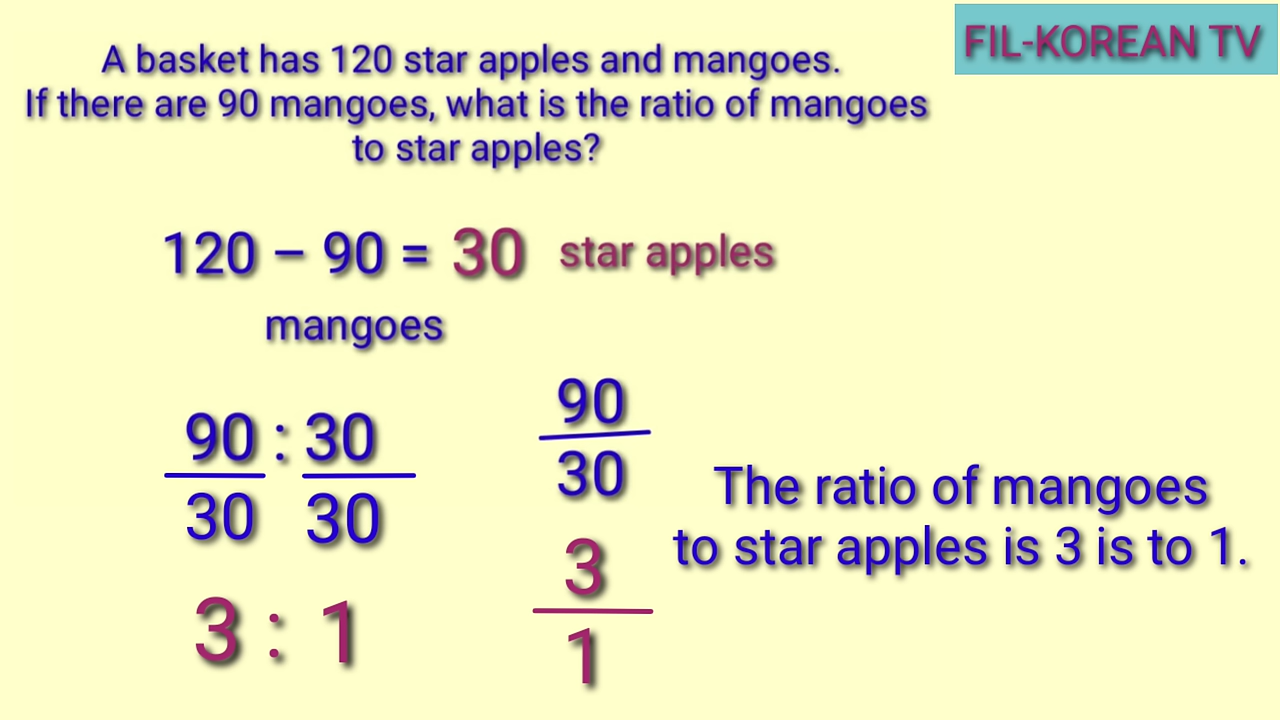 FIL-KOREAN TV
A basket has 120 star apples and mangoes.
If there are 90 mangoes, what is the ratio of mangoes
to star apples?
120 – 90 = 30 star apples
mangoes
90 : 30
30 30
3 : 1
90
30
3
1
The ratio of mangoes
to star apples is 3 is to 1.